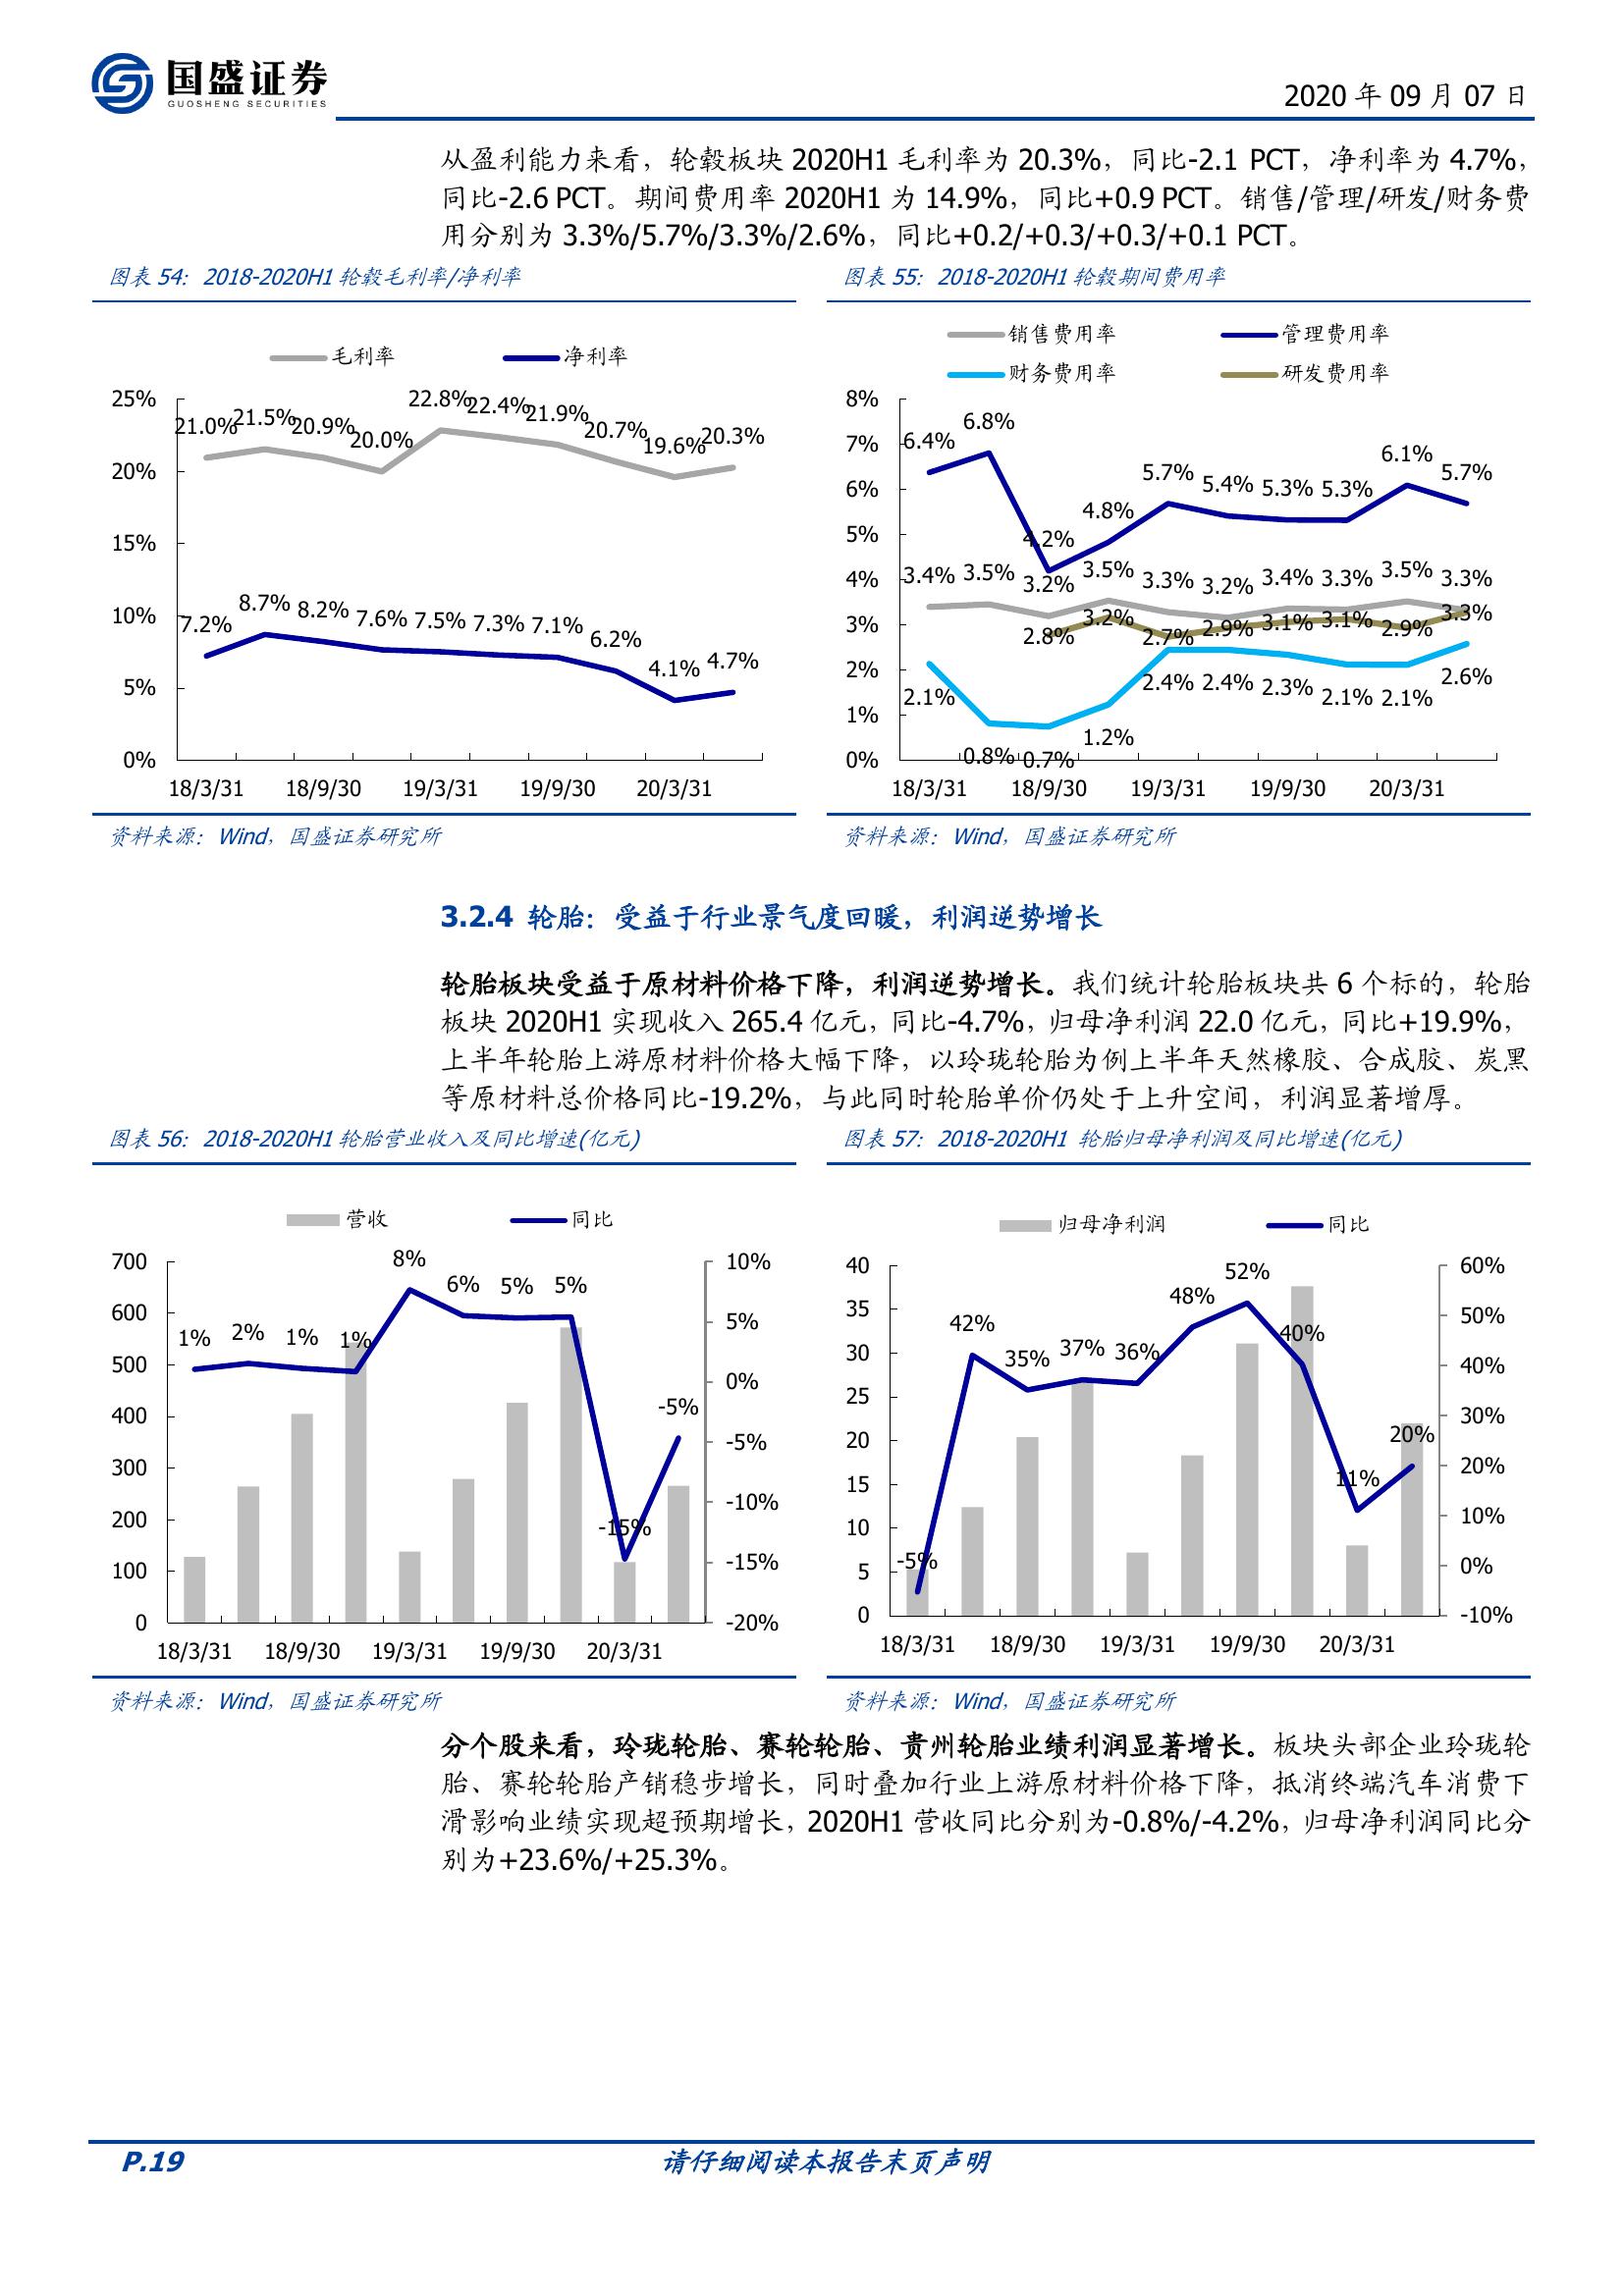 国盛证券
GUOSHENG SECURITIES
2020 年 09 月 07 日
从盈利能力来看，轮毂板块 2020H1 毛利率为 20.3%，同比-2.1 PCT，净利率为 4.7%，
同比-2.6 PCT。期间费用率 2020H1 为 14.9%，同比+0.9 PCT。销售/管理/研发/财务费
用分别为 3.3%/5.7%/3.3%/2.6%，同比+0.2/+0.3/+0.3/+0.1 PCT。
图表 54：2018-2020H1 轮毂毛利率/净利率
毛利率 净利率
25%
20%
15%
10%
5%
0%
21.0% 21.5% 20.9% 20.0% 22.8% 22.4% 21.9% 20.7% 19.6% 20.3%
7.2% 8.7% 8.2% 7.6% 7.5% 7.3% 7.1% 6.2% 4.1% 4.7%
18/3/31 18/9/30 19/3/31 19/9/30 20/3/31
资料来源：Wind，国盛证券研究所
图表 55：2018-2020H1 轮毂期间费用率
销售费用率 管理费用率
财务费用率 研发费用率
8%
7%
6%
5%
4%
3%
2%
1%
0%
6.4% 6.8% 4.2% 4.8% 5.7% 5.4% 5.3% 5.3% 6.1% 5.7%
3.4% 3.5% 3.2% 3.5% 3.3% 3.2% 3.4% 3.3% 3.5% 3.3%
2.8% 3.2% 2.7% 2.9% 3.1% 3.1% 2.9% 3.3%
2.1% 0.8% 0.7% 1.2% 2.4% 2.4% 2.3% 2.1% 2.1% 2.6%
18/3/31 18/9/30 19/3/31 19/9/30 20/3/31
资料来源：Wind，国盛证券研究所
3.2.4 轮胎：受益于行业景气度回暖，利润逆势增长
轮胎板块受益于原材料价格下降，利润逆势增长。我们统计轮胎板块共 6 个标的，轮胎
板块 2020H1 实现收入 265.4 亿元，同比-4.7%，归母净利润 22.0 亿元，同比+19.9%，
上半年轮胎上游原材料价格大幅下降，以玲珑轮胎为例上半年天然橡胶、合成胶、炭黑
等原材料总价格同比-19.2%，与此同时轮胎单价仍处于上升空间，利润显著增厚。
图表 56：2018-2020H1 轮胎营业收入及同比增速(亿元)
营收 同比
700
600
500
400
300
200
100
0
1% 2% 1% 1% 8% 6% 5% 5% -15% -5%
10%
5%
0%
-5%
-10%
-15%
-20%
18/3/31 18/9/30 19/3/31 19/9/30 20/3/31
资料来源：Wind，国盛证券研究所
图表 57：2018-2020H1 轮胎归母净利润及同比增速(亿元)
归母净利润 同比
40
35
30
25
20
15
10
5
0
-5% 42% 35% 37% 36% 48% 52% 40% 11% 20%
60%
50%
40%
30%
20%
10%
0%
-10%
18/3/31 18/9/30 19/3/31 19/9/30 20/3/31
资料来源：Wind，国盛证券研究所
分个股来看，玲珑轮胎、赛轮轮胎、贵州轮胎业绩利润显著增长。板块头部企业玲珑轮
胎、赛轮轮胎产销稳步增长，同时叠加行业上游原材料价格下降，抵消终端汽车消费下
滑影响业绩实现超预期增长，2020H1 营收同比分别为-0.8%/-4.2%，归母净利润同比分
别为+23.6%/+25.3%。
P.19
请仔细阅读本报告末页声明